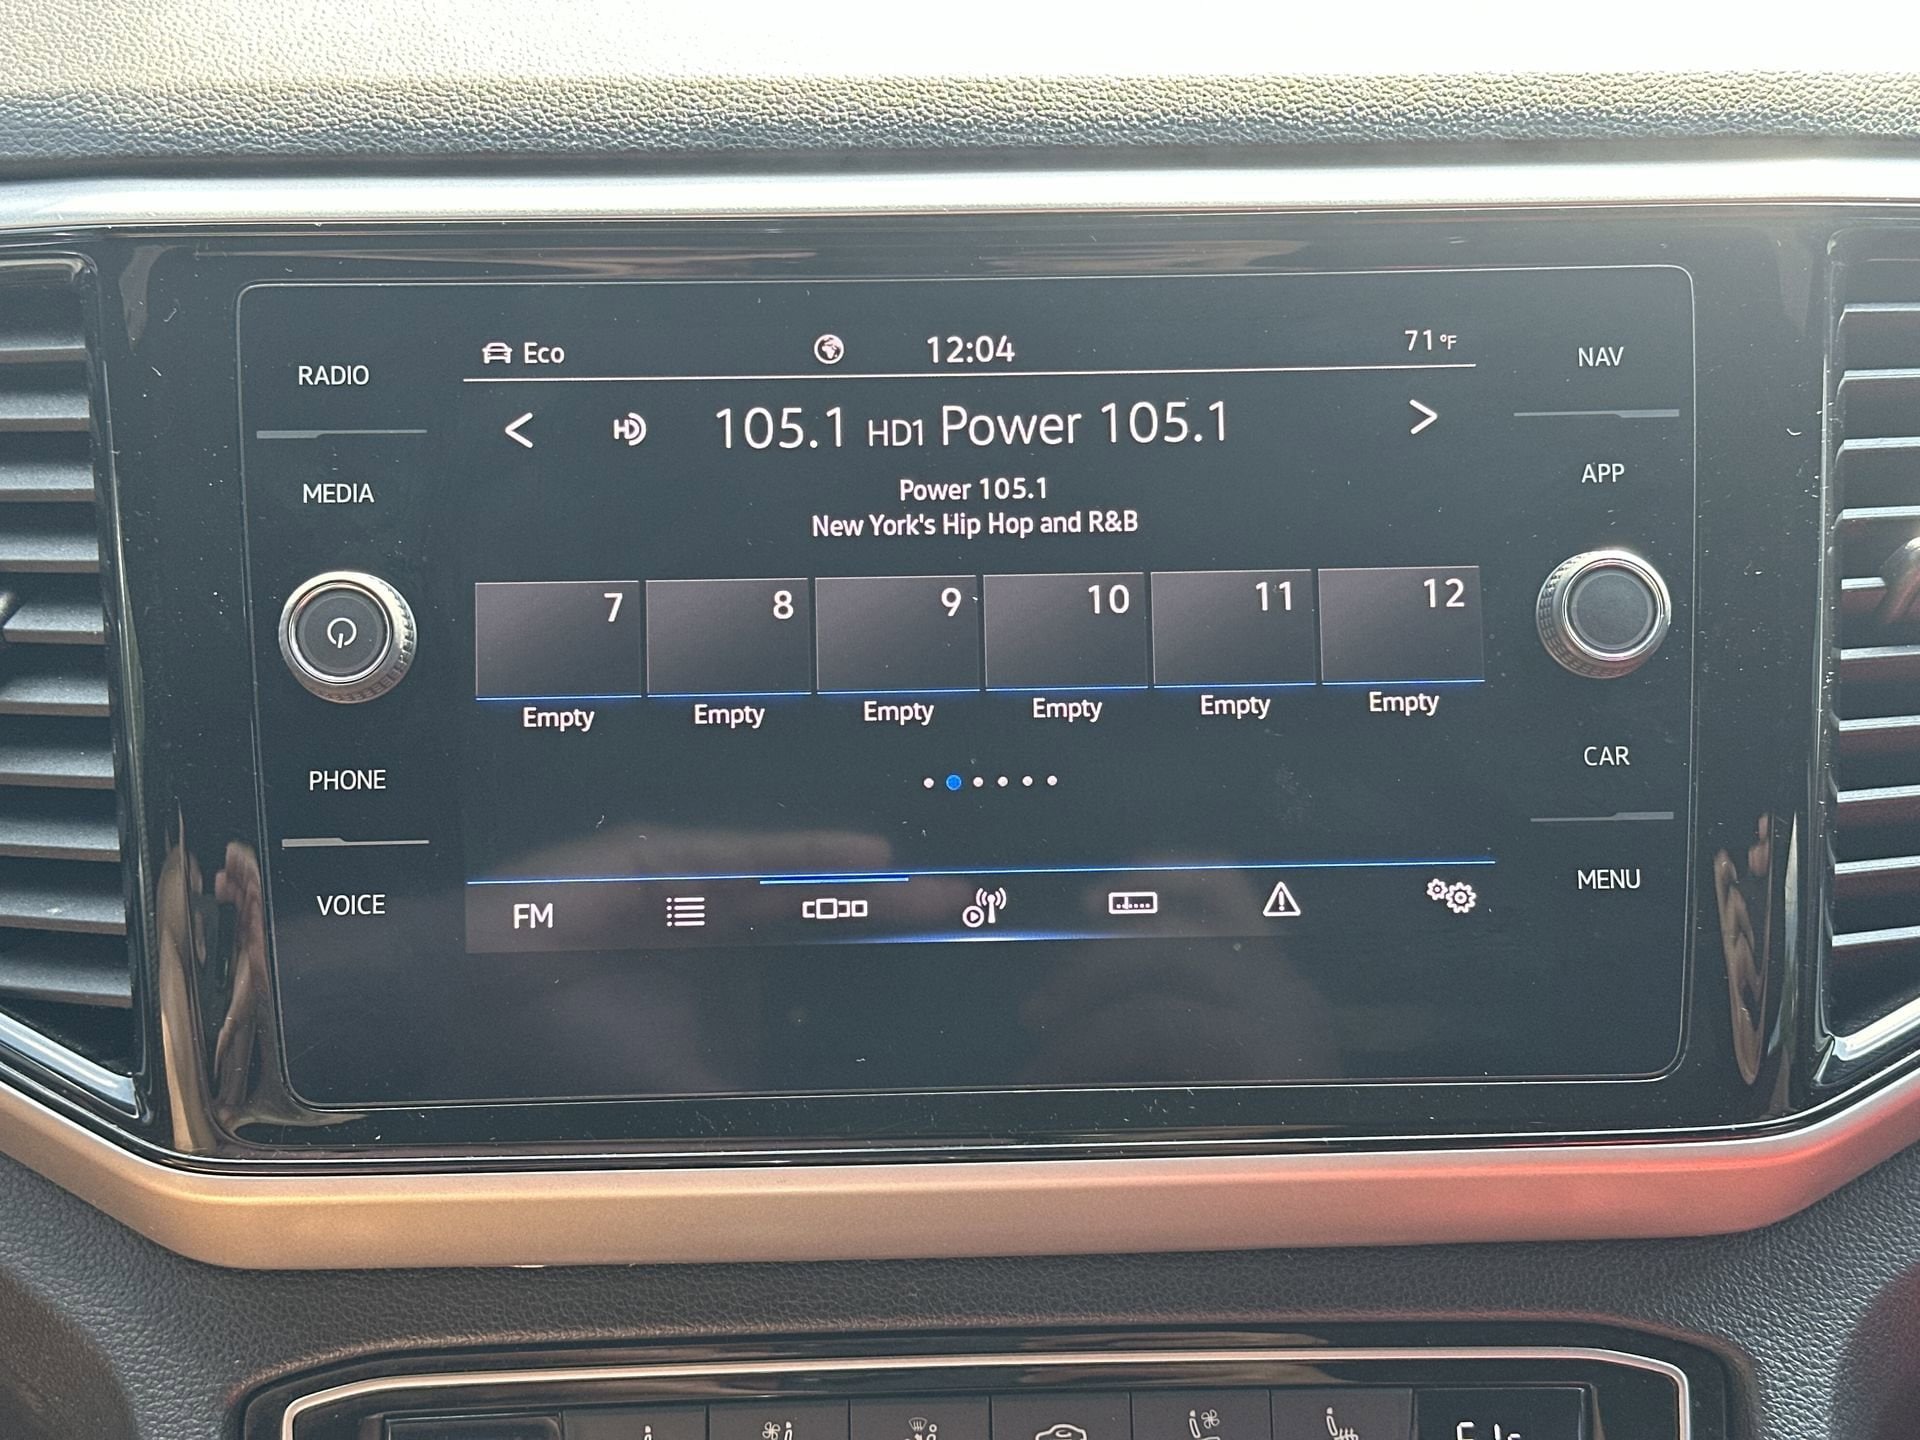 RADIO
MEDIA
PHONE
VOICE
Eco
12:04
71°F
105.1 HD1 Power 105.1
Power 105.1
New York's Hip Hop and R&B
7 8 9 10 11 12
Empty Empty Empty Empty Empty Empty
FM
NAV
APP
CAR
MENU